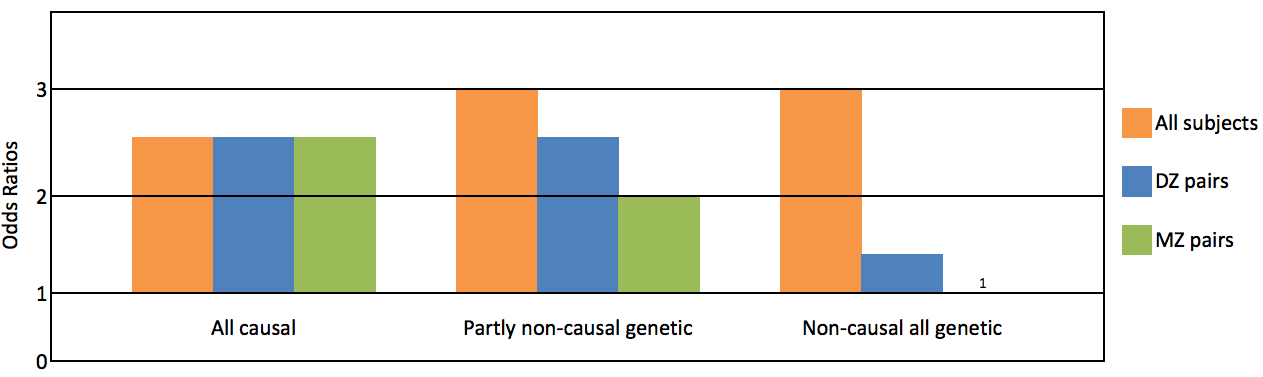 3
2
1
0
Odds Ratios
1
All causal
Partly non-causal genetic
Non-causal all genetic
All subjects
DZ pairs
MZ pairs